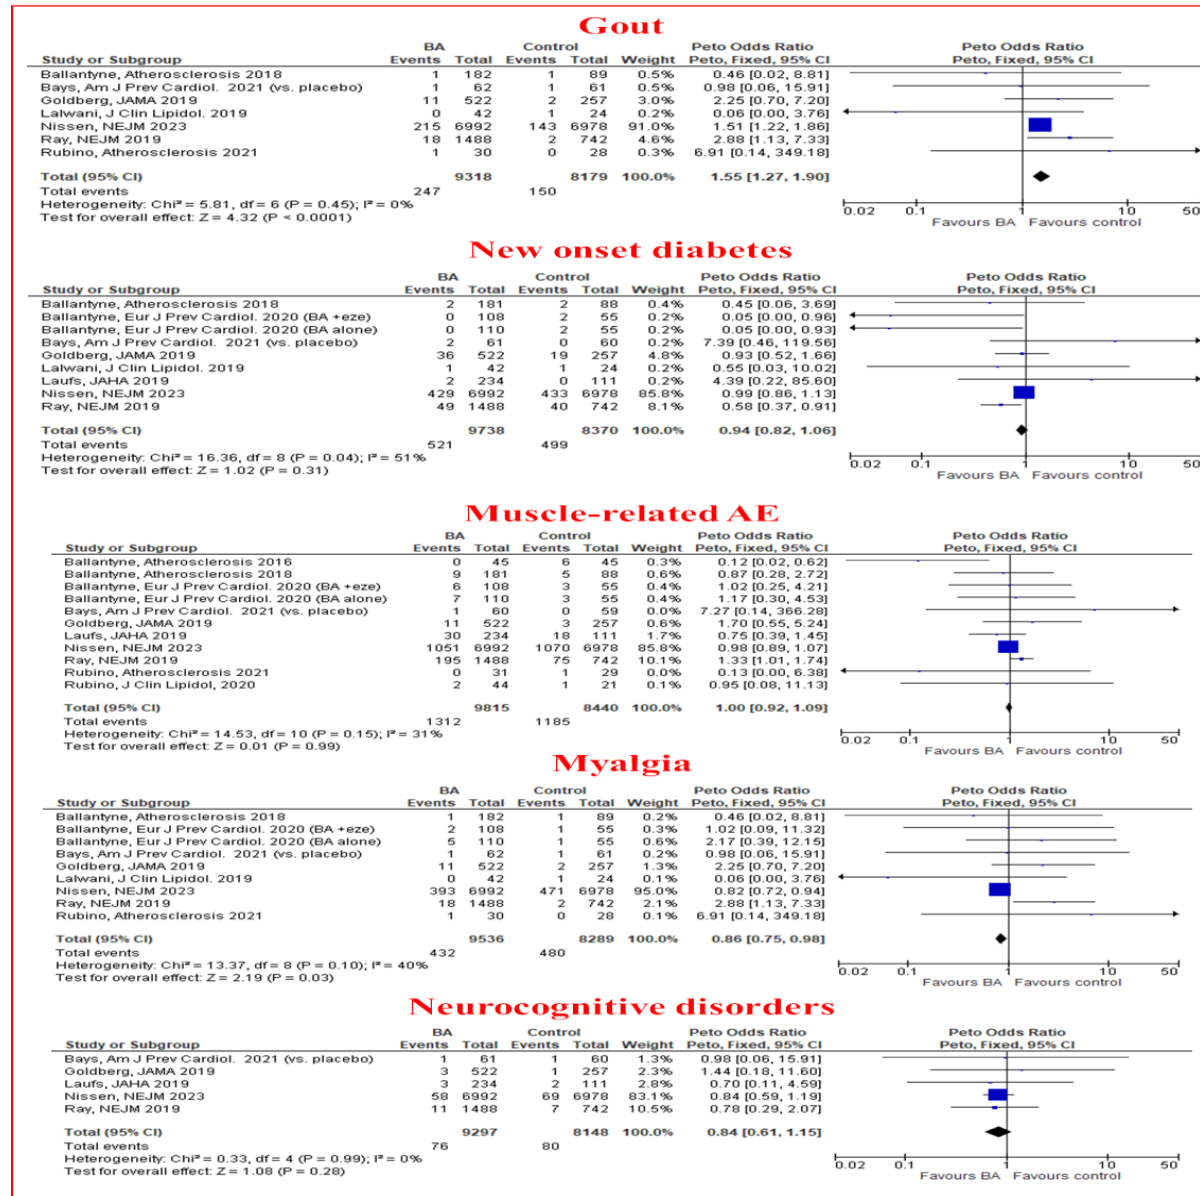 Gout
BA Control Peto Odds Ratio Peto Odds Ratio
Study or Subgroup Events Total Events Total Weight Peto, Fixed, 95% CI Peto, Fixed, 95% CI
Ballantyne, Atherosclerosis 2018 1 182 1 89 0.5% 0.46 [0.02, 8.81]
Bays, Am J Prev Cardiol. 2021 (vs. placebo) 1 62 1 61 0.6% 0.98 [0.06, 15.91]
Goldberg, JAMA 2019 11 522 2 257 3.0% 2.25 [0.70, 7.20]
Lalwani, J Clin Lipidol. 2019 0 42 1 24 0.2% 0.06 [0.00, 3.76]
Nissen, NEJM 2023 215 6992 143 6978 91.0% 1.51 [1.22, 1.86]
Ray, NEJM 2019 18 1488 2 742 4.6% 2.88 [1.13, 7.33]
Rubino, Atherosclerosis 2021 1 30 0 28 0.3% 6.91 [0.14, 349.18]
Total (95% CI) 9318 8179 100.0% 1.55 [1.27, 1.90]
Total events 247 150
Heterogeneity: Chi² = 5.81, df = 6 (P = 0.45); I² = 0%
Test for overall effect: Z = 4.32 (P < 0.0001)
0.02 0.1 1 10 50
Favours BA Favours control
New onset diabetes
BA Control Peto Odds Ratio Peto Odds Ratio
Study or Subgroup Events Total Events Total Weight Peto, Fixed, 95% CI Peto, Fixed, 95% CI
Ballantyne, Atherosclerosis 2018 2 181 2 88 0.4% 0.45 [0.06, 3.69]
Ballantyne, Eur J Prev Cardiol. 2020 (BA +eze) 0 108 2 55 0.2% 0.05 [0.00, 0.96]
Ballantyne, Eur J Prev Cardiol. 2020 (BA alone) 0 110 2 55 0.2% 0.05 [0.00, 0.93]
Bays, Am J Prev Cardiol. 2021 (vs. placebo) 2 61 0 60 0.2% 7.39 [0.46, 119.56]
Goldberg, JAMA 2019 36 522 19 257 4.8% 0.93 [0.52, 1.66]
Lalwani, J Clin Lipidol. 2019 1 42 1 24 0.2% 0.55 [0.03, 10.02]
Laufs, JAHA 2019 2 234 0 111 0.2% 4.39 [0.22, 85.60]
Nissen, NEJM 2023 429 6992 433 6978 85.8% 0.99 [0.86, 1.13]
Ray, NEJM 2019 49 1488 40 742 8.1% 0.58 [0.37, 0.91]
Total (95% CI) 9738 8370 100.0% 0.94 [0.82, 1.06]
Total events 521 499
Heterogeneity: Chi² = 16.36, df = 8 (P = 0.04); I² = 51%
Test for overall effect: Z = 1.02 (P = 0.31)
0.02 0.1 1 10 50
Favours BA Favours control
Muscle-related AE
BA Control Peto Odds Ratio Peto Odds Ratio
Study or Subgroup Events Total Events Total Weight Peto, Fixed, 95% CI Peto, Fixed, 95% CI
Ballantyne, Atherosclerosis 2016 0 45 6 45 0.3% 0.12 [0.02, 0.62]
Ballantyne, Atherosclerosis 2018 9 181 5 88 0.6% 0.87 [0.28, 2.72]
Ballantyne, Eur J Prev Cardiol. 2020 (BA +eze) 6 108 3 55 0.4% 1.02 [0.25, 4.21]
Ballantyne, Eur J Prev Cardiol. 2020 (BA alone) 7 110 3 55 0.4% 1.17 [0.30, 4.53]
Bays, Am J Prev Cardiol. 2021 (vs. placebo) 1 60 0 59 0.0% 7.27 [0.14, 366.28]
Goldberg, JAMA 2019 11 522 3 257 0.6% 1.70 [0.55, 5.24]
Laufs, JAHA 2019 30 234 18 111 1.7% 0.75 [0.39, 1.45]
Nissen, NEJM 2023 1051 6992 1070 6978 85.8% 0.98 [0.89, 1.07]
Ray, NEJM 2019 195 1488 75 742 10.1% 1.33 [1.01, 1.74]
Rubino, Atherosclerosis 2021 0 31 1 29 0.0% 0.13 [0.00, 6.38]
Rubino, J Clin Lipidol, 2020 2 44 1 21 0.1% 0.95 [0.08, 11.13]
Total (95% CI) 9815 8440 100.0% 1.00 [0.92, 1.09]
Total events 1312 1185
Heterogeneity: Chi² = 14.53, df = 10 (P = 0.15); I² = 31%
Test for overall effect: Z = 0.01 (P = 0.99)
0.02 0.1 1 10 50
Favours BA Favours control
Myalgia
BA Control Peto Odds Ratio Peto Odds Ratio
Study or Subgroup Events Total Events Total Weight Peto, Fixed, 95% CI Peto, Fixed, 95% CI
Ballantyne, Atherosclerosis 2018 1 182 1 89 0.2% 0.46 [0.02, 8.81]
Ballantyne, Eur J Prev Cardiol. 2020 (BA +eze) 2 108 1 55 0.3% 1.02 [0.09, 11.32]
Ballantyne, Eur J Prev Cardiol. 2020 (BA alone) 5 110 1 55 0.6% 2.17 [0.39, 12.15]
Bays, Am J Prev Cardiol. 2021 (vs. placebo) 1 62 1 61 0.2% 0.98 [0.06, 15.91]
Goldberg, JAMA 2019 11 522 2 257 1.3% 2.25 [0.70, 7.20]
Lalwani, J Clin Lipidol. 2019 0 42 1 24 0.1% 0.06 [0.00, 3.76]
Nissen, NEJM 2023 393 6992 471 6978 95.0% 0.82 [0.72, 0.94]
Ray, NEJM 2019 18 1488 2 742 2.1% 2.88 [1.13, 7.33]
Rubino, Atherosclerosis 2021 1 30 0 28 0.1% 6.91 [0.14, 349.18]
Total (95% CI) 9536 8289 100.0% 0.86 [0.75, 0.98]
Total events 432 480
Heterogeneity: Chi² = 13.37, df = 8 (P = 0.10); I² = 40%
Test for overall effect: Z = 2.19 (P = 0.03)
0.02 0.1 1 10 50
Favours BA Favours control
Neurocognitive disorders
BA Control Peto Odds Ratio Peto Odds Ratio
Study or Subgroup Events Total Events Total Weight Peto, Fixed, 95% CI Peto, Fixed, 95% CI
Bays, Am J Prev Cardiol. 2021 (vs. placebo) 1 61 1 60 1.3% 0.98 [0.06, 15.91]
Goldberg, JAMA 2019 3 522 1 257 2.3% 1.44 [0.18, 11.60]
Laufs, JAHA 2019 3 234 2 111 2.8% 0.70 [0.11, 4.59]
Nissen, NEJM 2023 58 6992 69 6978 83.1% 0.84 [0.59, 1.19]
Ray, NEJM 2019 11 1488 7 742 10.5% 0.78 [0.29, 2.07]
Total (95% CI) 9297 8148 100.0% 0.84 [0.61, 1.15]
Total events 76 80
Heterogeneity: Chi² = 0.33, df = 4 (P = 0.99); I² = 0%
Test for overall effect: Z = 1.08 (P = 0.28)
0.02 0.1 1 10 50
Favours BA Favours control